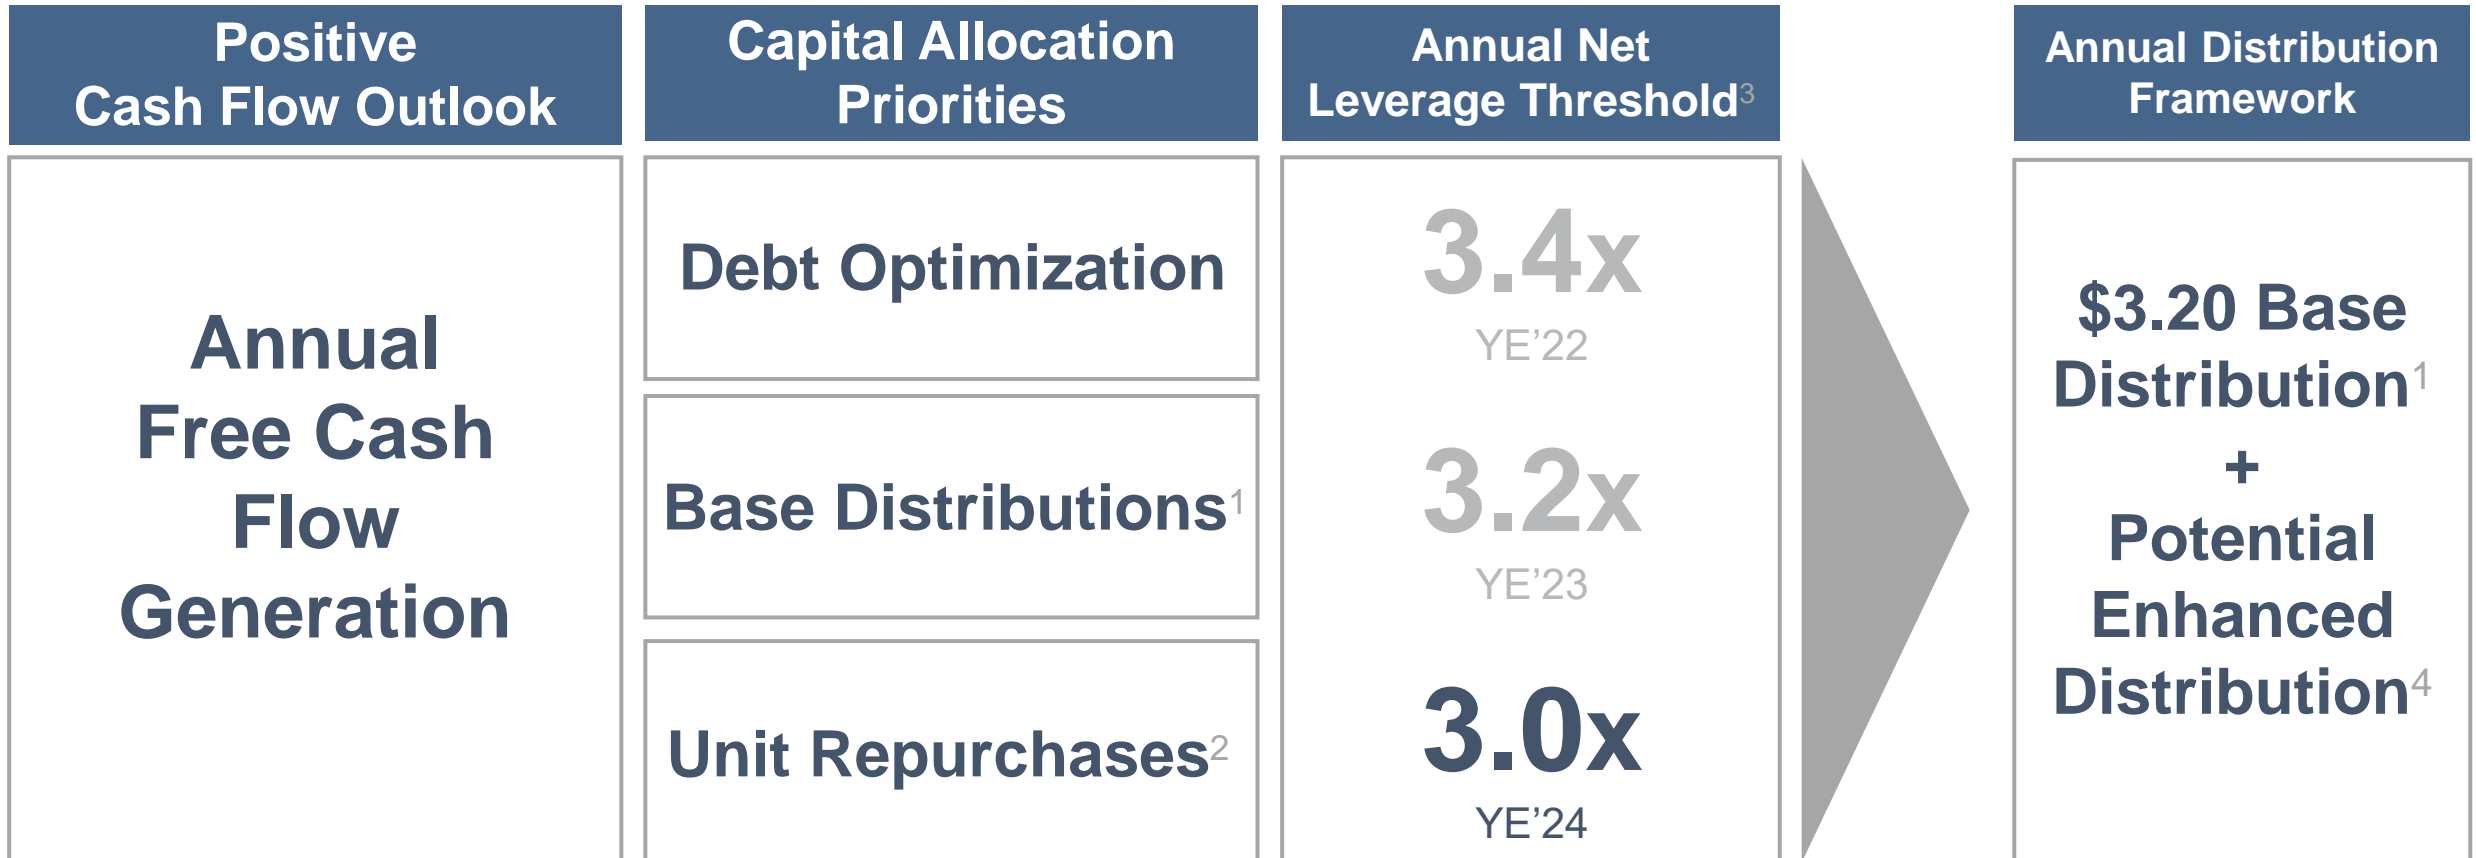 Positive
Cash Flow Outlook
Annual
Free Cash
Flow
Generation
Capital Allocation
Priorities
Debt Optimization
Base Distributions1
Unit Repurchases2
Annual Net
Leverage Threshold3
3.4x
YE'22
3.2x
YE'23
3.0x
YE'24
Annual Distribution
Framework
$3.20 Base
Distribution1
+
Potential
Enhanced
Distribution4